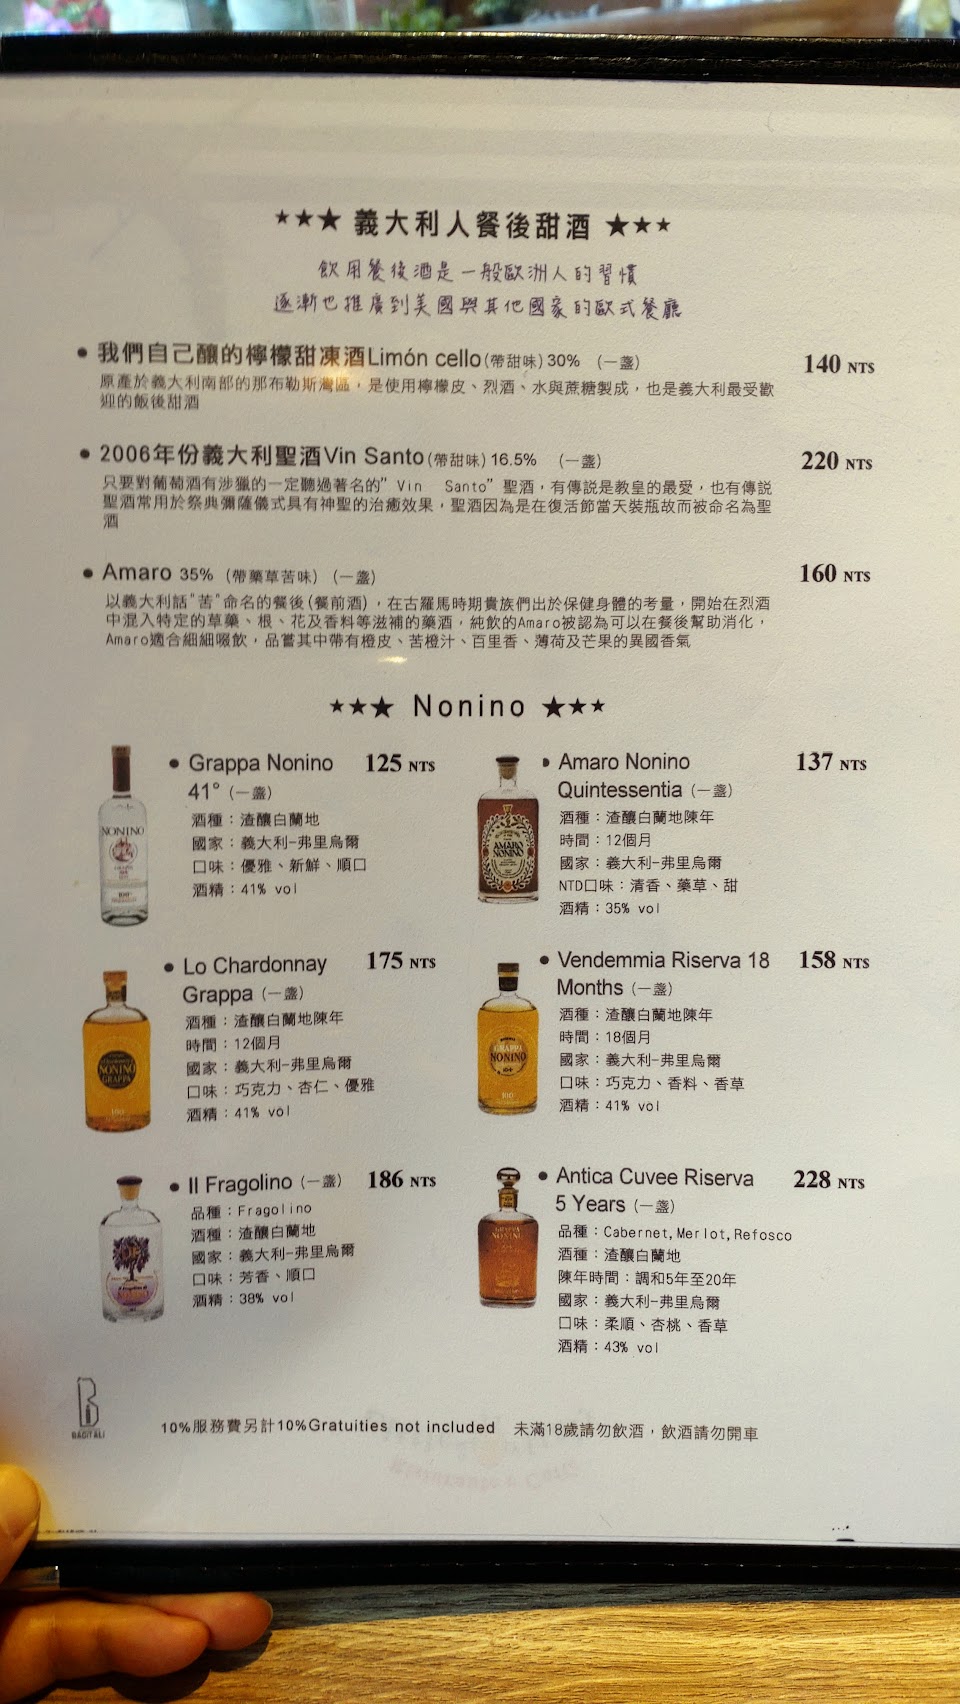 ★★★ 義大利人餐後甜酒 ★★★
飲用餐後酒是一般歐洲人的習慣
逐漸也推廣到美國與其他國家的歐式餐廳
• 我們自己釀的檸檬甜凍酒Limón cello(帶甜味) 30% (一盞) 140 NT$
原產於義大利南部的那布勒斯灣區，是使用檸檬皮、烈酒、水與蔗糖製成，也是義大利最受歡
迎的飯後甜酒
• 2006年份義大利聖酒Vin Santo(帶甜味) 16.5% (一盞) 220 NT$
只要對葡萄酒有涉獵的一定聽過著名的"Vin Santo"聖酒，有傳說是教皇的最愛，也有傳說
聖酒常用於祭典彌薩儀式具有神聖的治癒效果，聖酒因為是在復活節當天裝瓶故而被命名為聖
酒
• Amaro 35% (帶藥草苦味) (一盞) 160 NT$
以義大利話"苦"命名的餐後(餐前酒)，在古羅馬時期貴族們出於保健身體的考量，開始在烈酒
中混入特定的草藥、根、花及香料等滋補的藥酒，純飲的Amaro被認為可以在餐後幫助消化，
Amaro適合細細啜飲，品嘗其中帶有橙皮、苦橙汁、百里香、薄荷及芒果的異國香氣
★★★ Nonino ★★★
• Grappa Nonino 125 NT$
41° (一盞)
酒種：渣釀白蘭地
國家：義大利-弗里烏爾
口味：優雅、新鮮、順口
酒精：41% vol
NONINO
• Amaro Nonino 137 NT$
Quintessentia (一盞)
酒種：渣釀白蘭地陳年
時間：12個月
國家：義大利-弗里烏爾
NTD口味：清香、藥草、甜
酒精：35% vol
AMARO
NONINO
• Lo Chardonnay 175 NT$
Grappa (一盞)
酒種：渣釀白蘭地陳年
時間：12個月
國家：義大利-弗里烏爾
口味：巧克力、杏仁、優雅
酒精：41% vol
NONINO
GRAPPA
• Vendemmia Riserva 18 158 NT$
Months (一盞)
酒種：渣釀白蘭地陳年
時間：18個月
國家：義大利-弗里烏爾
口味：巧克力、香料、香草
酒精：41% vol
GRAPPA
NONINO
• Il Fragolino (一盞) 186 NT$
品種：Fragolino
酒種：渣釀白蘭地
國家：義大利-弗里烏爾
口味：芳香、順口
酒精：38% vol
• Antica Cuvee Riserva 228 NT$
5 Years (一盞)
品種：Cabernet,Merlot,Refosco
酒種：渣釀白蘭地
陳年時間：調和5年至20年
國家：義大利-弗里烏爾
口味：柔順、杏桃、香草
酒精：43% vol
GRAPPA
NONINO
BAGITALI
10%服務費另計10%Gratuities not included 未滿18歲請勿飲酒，飲酒請勿開車